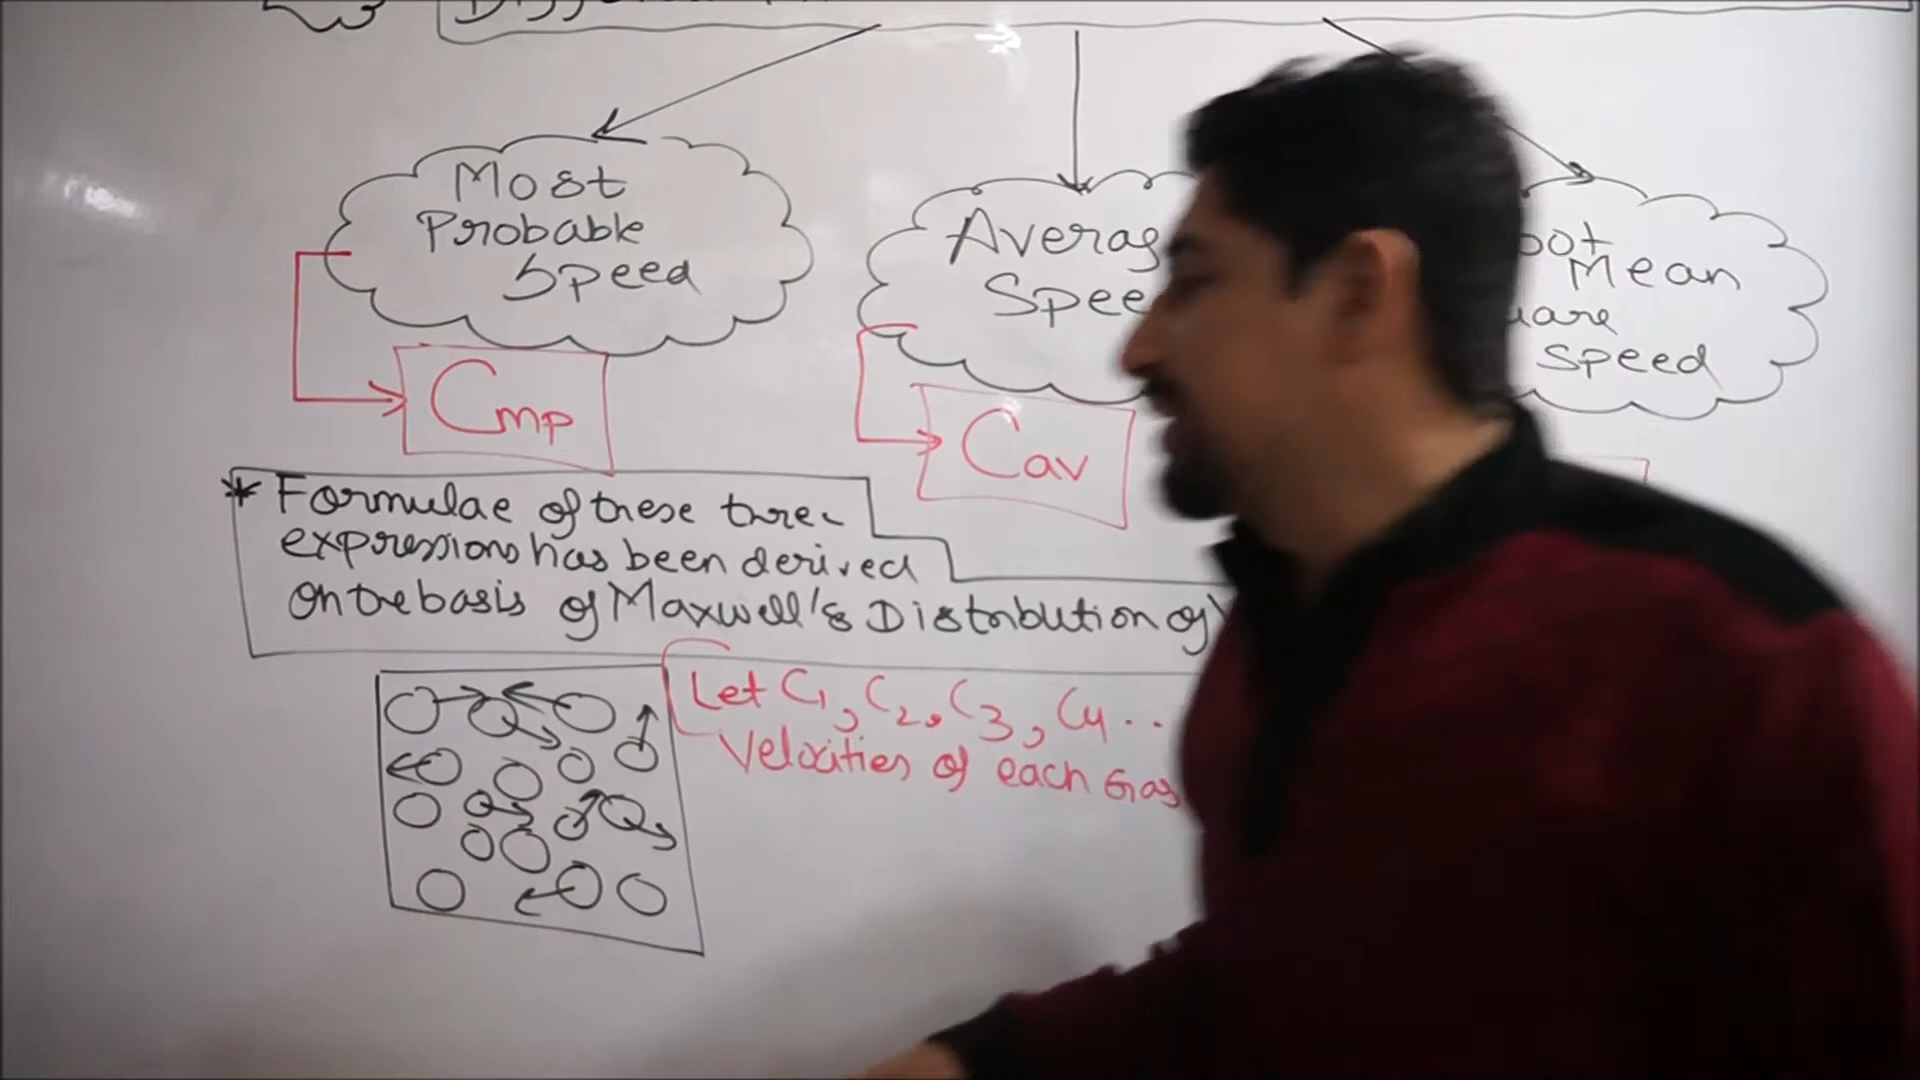 Most
Probable
Speed
Averag
Spee
oot
Mean
uare
Speed
Cmp
Cav
* Formulae of these three
expressions has been derived
on the basis of Maxwell's Distribution of
Let C1, C2, C3, C4 ..
Velocities of each Gas